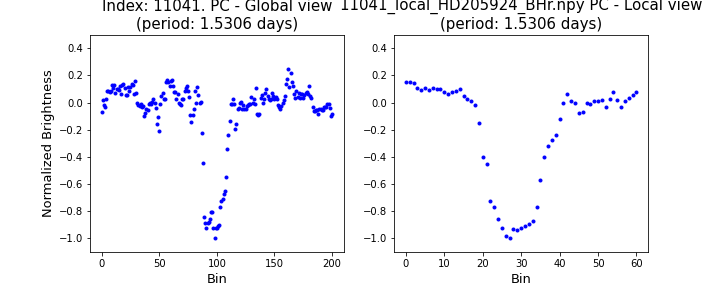 Index: 11041. PC - Global view
(period: 1.5306 days)
11041_local_HD205924_BHr.npy PC - Local view
(period: 1.5306 days)
Normalized Brightness
0.4
0.2
0.0
−0.2
−0.4
−0.6
−0.8
−1.0
0 50 100 150 200
Bin
0.4
0.2
0.0
−0.2
−0.4
−0.6
−0.8
−1.0
0 10 20 30 40 50 60
Bin